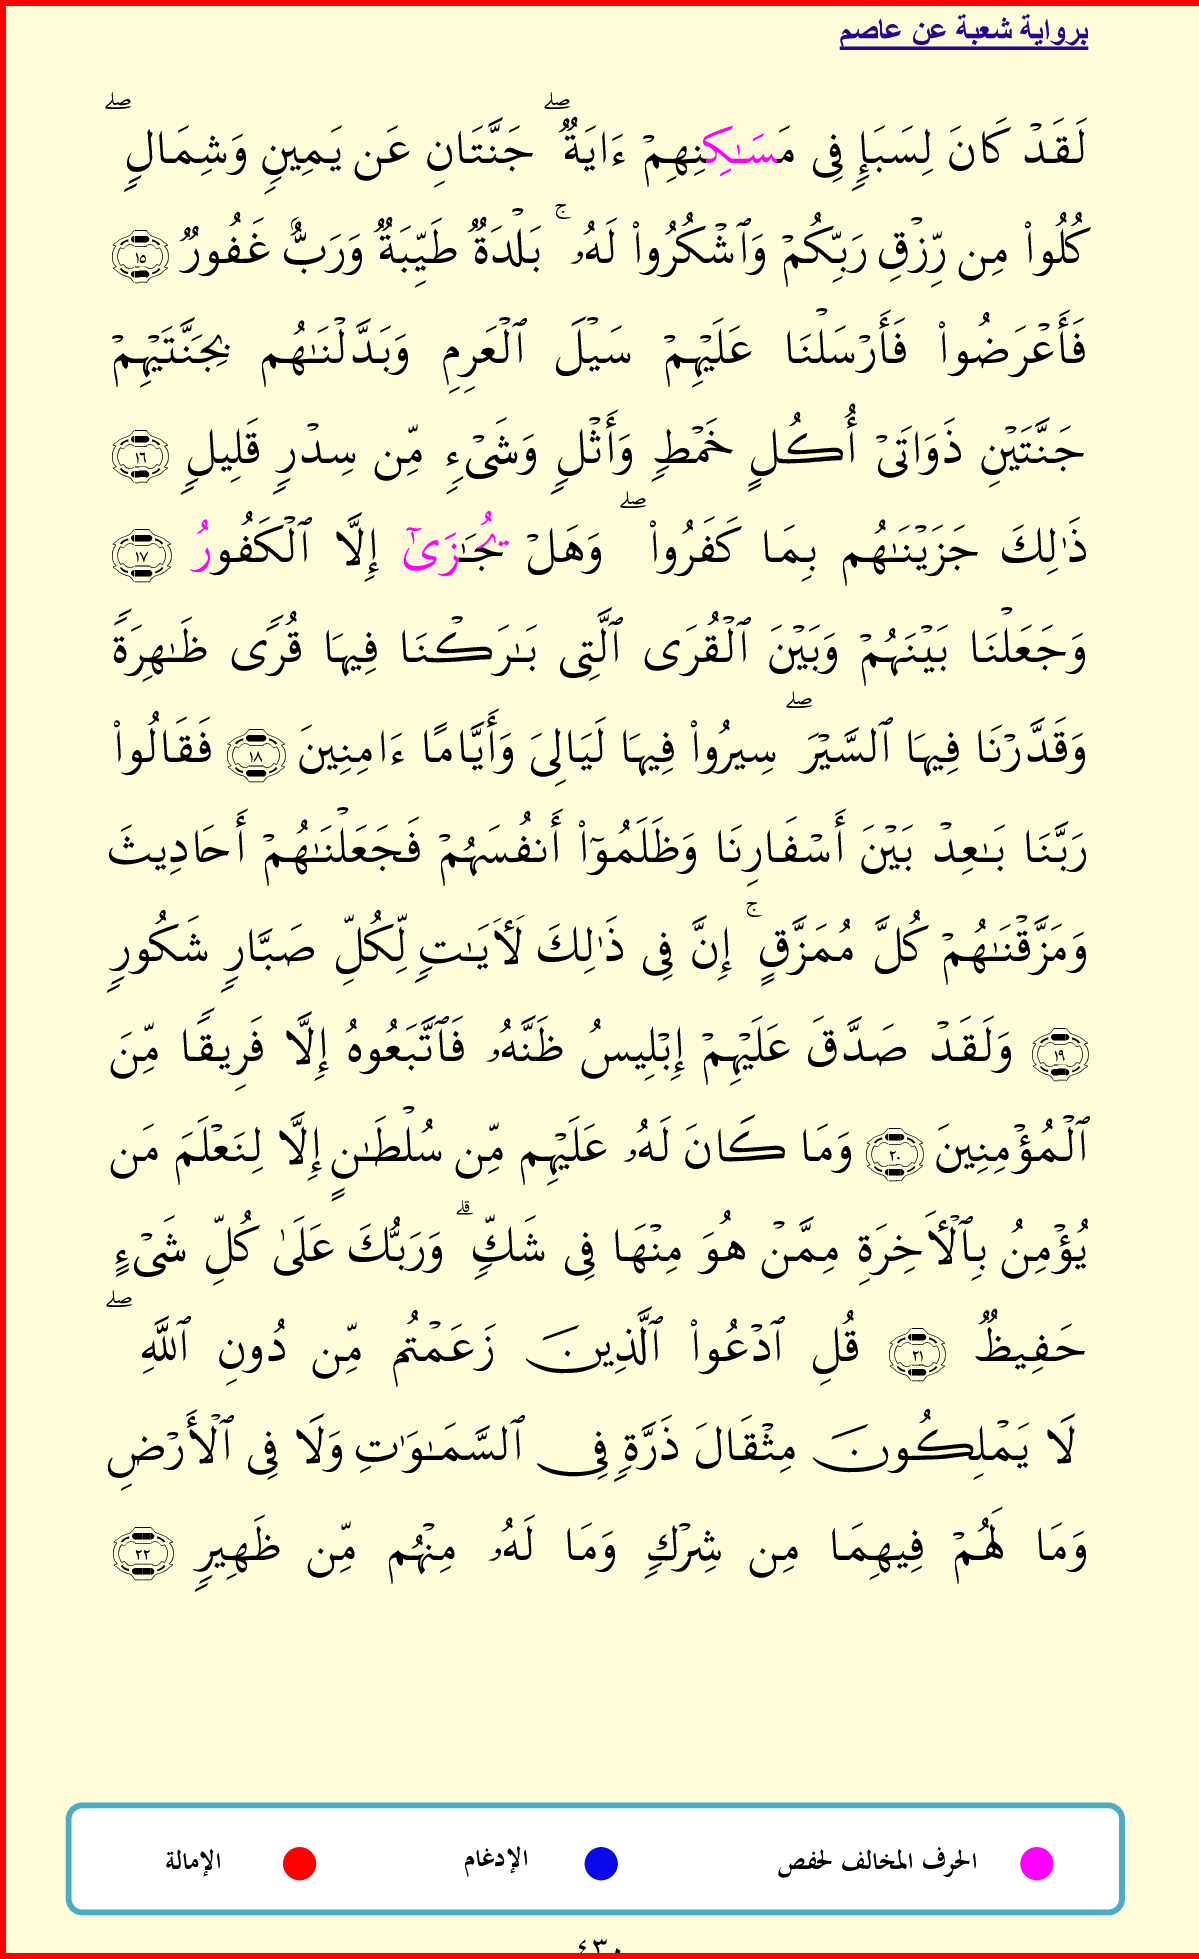 برواية شعبة عن عاصم
لَقَدۡ كَانَ لِسَبَإٖ فِي مَسَٰكِنِهِمۡ ءَايَةٞۖ جَنَّتَانِ عَن يَمِينٖ وَشِمَالٖۖ
كُلُواْ مِن رِّزۡقِ رَبِّكُمۡ وَٱشۡكُرُواْ لَهُۥۚ بَلۡدَةٞ طَيِّبَةٞ وَرَبٌّ غَفُورٞ ١٥
فَأَعۡرَضُواْ فَأَرۡسَلۡنَا عَلَيۡهِمۡ سَيۡلَ ٱلۡعَرِمِ وَبَدَّلۡنَٰهُم بِجَنَّتَيۡهِمۡ
جَنَّتَيۡنِ ذَوَاتَيۡ أُكُلٍ خَمۡطٖ وَأَثۡلٖ وَشَيۡءٖ مِّن سِدۡرٖ قَلِيلٖ ١٦
ذَٰلِكَ جَزَيۡنَٰهُم بِمَا كَفَرُواْۖ وَهَلۡ يُجَٰزَىٰٓ إِلَّا ٱلۡكَفُورُ ١٧
وَجَعَلۡنَا بَيۡنَهُمۡ وَبَيۡنَ ٱلۡقُرَى ٱلَّتِي بَٰرَكۡنَا فِيهَا قُرٗى ظَٰهِرَةٗ
وَقَدَّرۡنَا فِيهَا ٱلسَّيۡرَۖ سِيرُواْ فِيهَا لَيَالِيَ وَأَيَّامًا ءَامِنِينَ ١٨ فَقَالُواْ
رَبَّنَا بَٰعِدۡ بَيۡنَ أَسۡفَارِنَا وَظَلَمُوٓاْ أَنفُسَهُمۡ فَجَعَلۡنَٰهُمۡ أَحَادِيثَ
وَمَزَّقۡنَٰهُمۡ كُلَّ مُمَزَّقٍۚ إِنَّ فِي ذَٰلِكَ لَأٓيَٰتٖ لِّكُلِّ صَبَّارٖ شَكُورٖ
١٩ وَلَقَدۡ صَدَّقَ عَلَيۡهِمۡ إِبۡلِيسُ ظَنَّهُۥ فَٱتَّبَعُوهُ إِلَّا فَرِيقٗا مِّنَ
ٱلۡمُؤۡمِنِينَ ٢٠ وَمَا كَانَ لَهُۥ عَلَيۡهِم مِّن سُلۡطَٰنٍ إِلَّا لِنَعۡلَمَ مَن
يُؤۡمِنُ بِٱلۡأٓخِرَةِ مِمَّنۡ هُوَ مِنۡهَا فِي شَكّٖۗ وَرَبُّكَ عَلَىٰ كُلِّ شَيۡءٍ
حَفِيظٞ ٢١ قُلِ ٱدۡعُواْ ٱلَّذِينَ زَعَمۡتُم مِّن دُونِ ٱللَّهِۖ
لَا يَمۡلِكُونَ مِثۡقَالَ ذَرَّةٖ فِي ٱلسَّمَٰوَٰتِ وَلَا فِي ٱلۡأَرۡضِ
وَمَا لَهُمۡ فِيهِمَا مِن شِرۡكٖ وَمَا لَهُۥ مِنۡهُم مِّن ظَهِيرٖ ٢٢
الحرف المخالف لحفص الإدغام الإمالة
٤٣٠